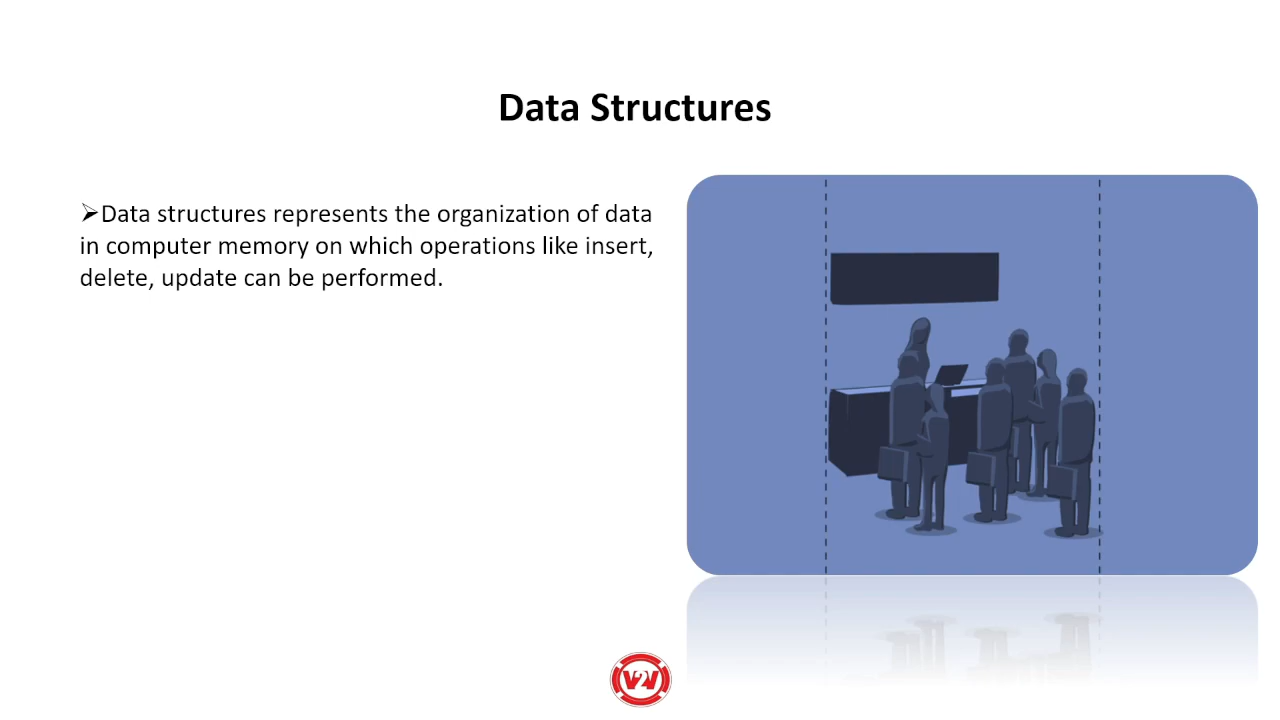 Data Structures
➢Data structures represents the organization of data
in computer memory on which operations like insert,
delete, update can be performed.
V2V